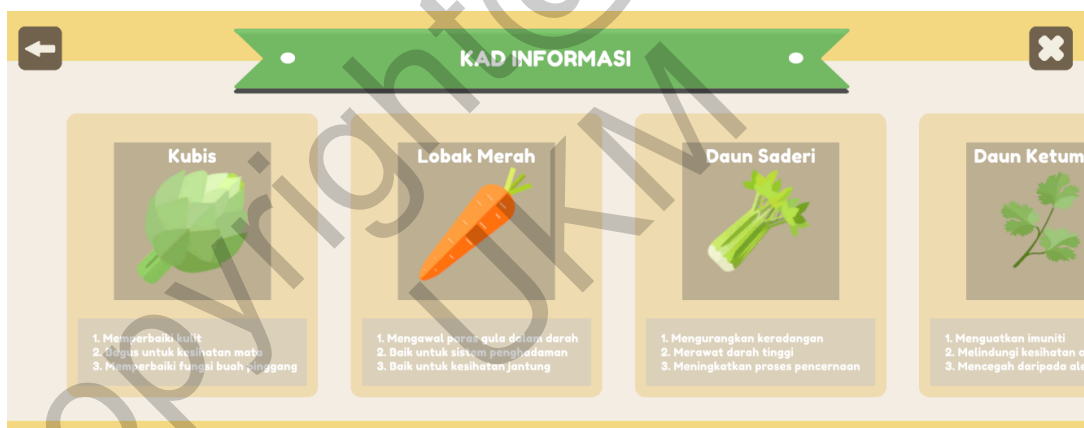 KAD INFORMASI
Kubis
1. Memperbaiki kulit
2. Bagus untuk kesihatan mata
3. Memperbaiki fungsi buah pinggang
Lobak Merah
1. Mengawal paras gula dalam darah
2. Baik untuk sistem penghadaman
3. Baik untuk kesihatan jantung
Daun Saderi
1. Mengurangkan keradangan
2. Merawat darah tinggi
3. Meningkatkan proses pencernaan
Daun Ketum
1. Menguatkan imuniti
2. Melindungi kesihatan
3. Mencegah daripada
opyright@
UKM